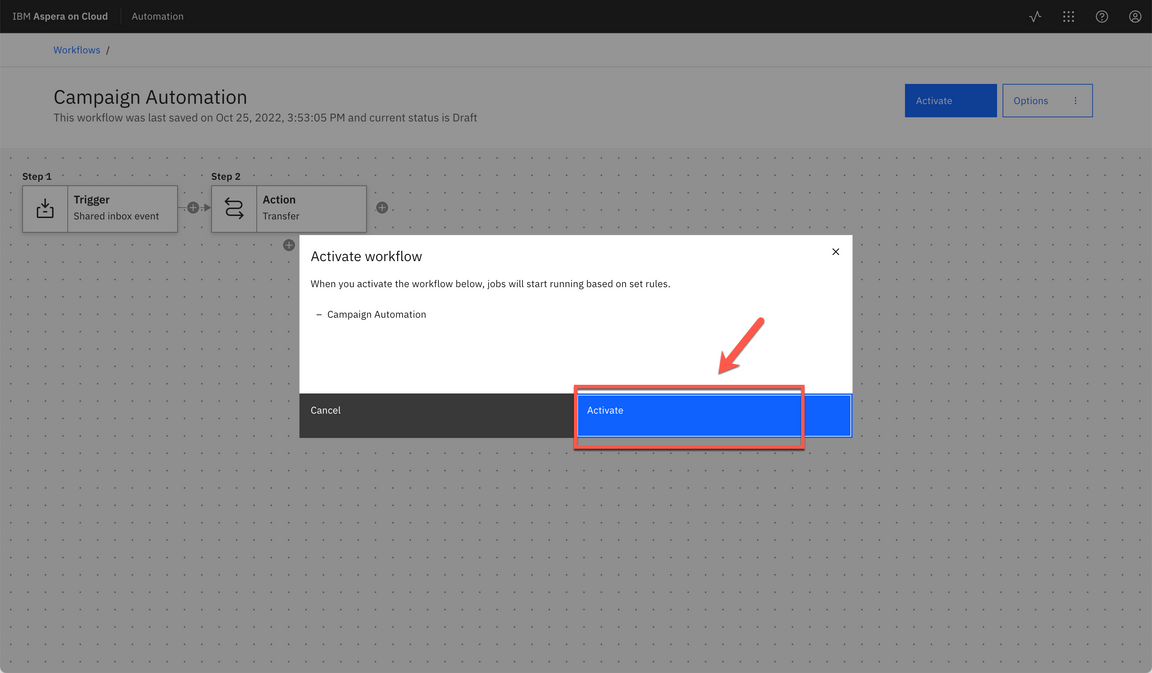 IBM Aspera on Cloud Automation
Workflows /
Campaign Automation
This workflow was last saved on Oct 25, 2022, 3:53:05 PM and current status is Draft
Activate
Options
Step 1
Trigger
Shared inbox event
Step 2
Action
Transfer
Activate workflow
When you activate the workflow below, jobs will start running based on set rules.
– Campaign Automation
Cancel
Activate